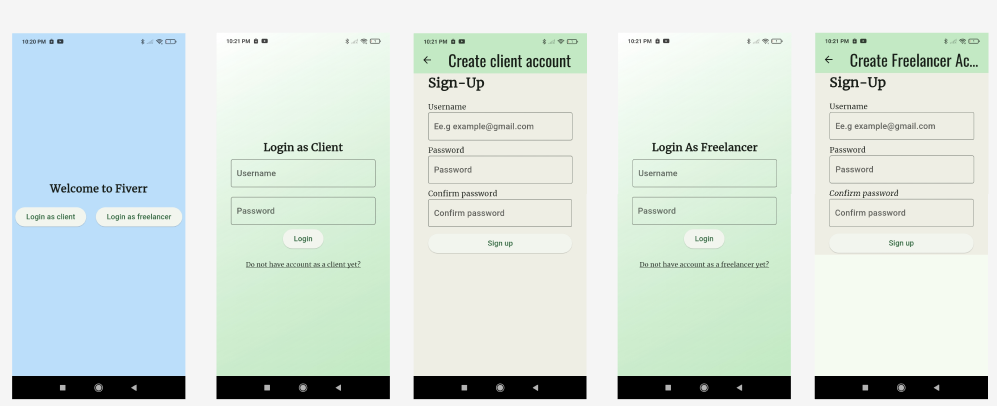 10:20 PM
Welcome to Fiverr
Login as client
Login as freelancer
10:21 PM
Login as Client
Username
Password
Login
Do not have account as a client yet?
10:21 PM
Create client account
Sign-Up
Username
Ee.g example@gmail.com
Password
Password
Confirm password
Confirm password
Sign up
10:21 PM
Login As Freelancer
Username
Password
Login
Do not have account as a freelancer yet?
10:21 PM
Create Freelancer Ac...
Sign-Up
Username
Ee.g example@gmail.com
Password
Password
Confirm password
Confirm password
Sign up